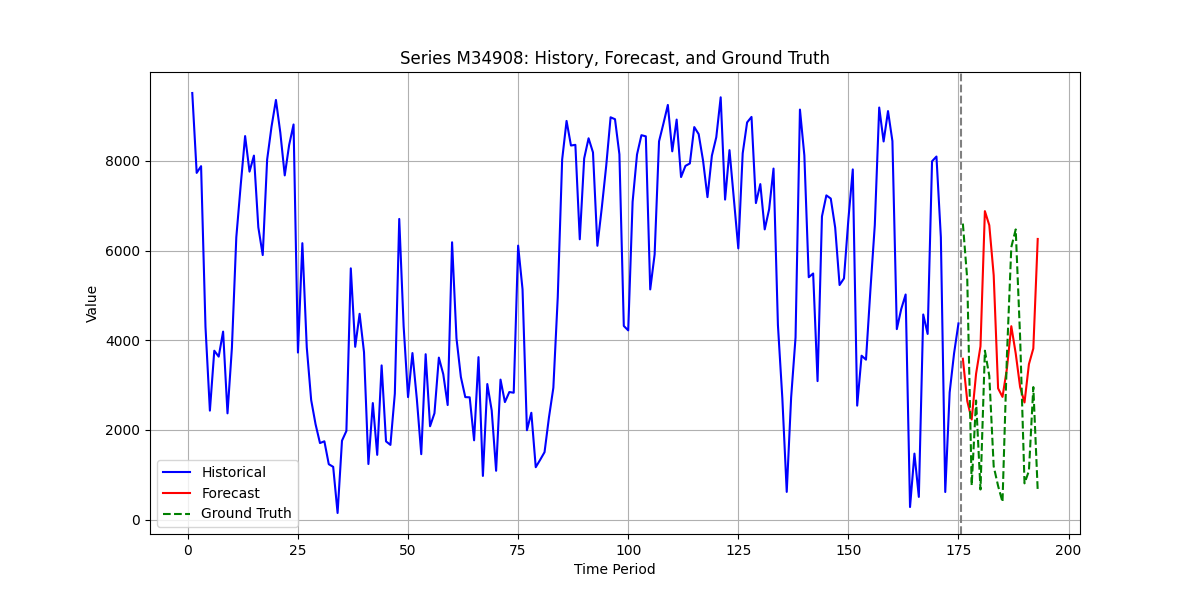 Series M34908: History, Forecast, and Ground Truth
Value
8000
6000
4000
2000
0
Historical
Forecast
Ground Truth
0 25 50 75 100 125 150 175 200
Time Period